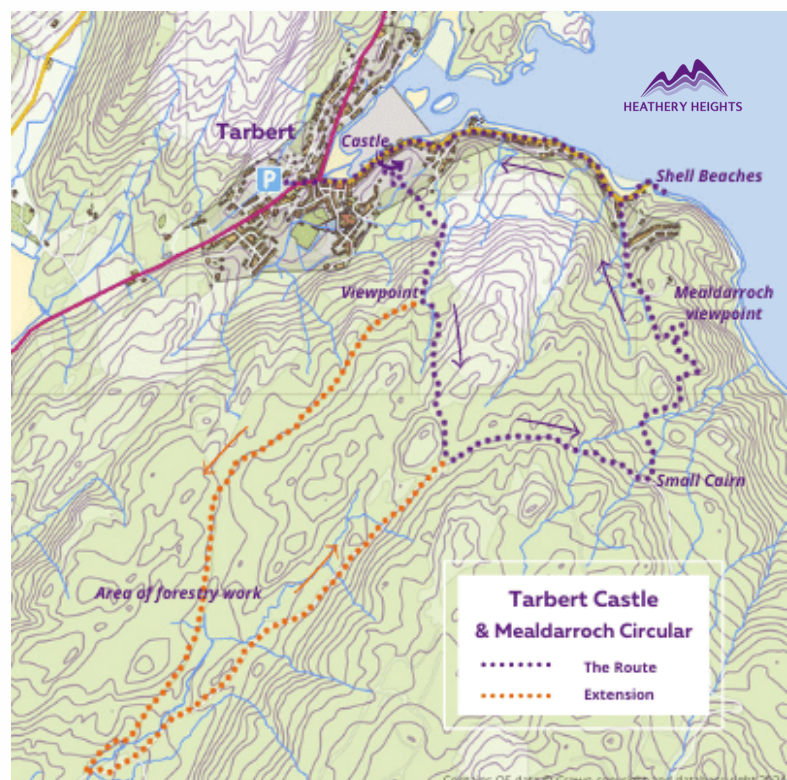 HEATHERY HEIGHTS
Tarbert
Castle
P
Shell Beaches
Viewpoint
Mealdarroch
viewpoint
Small Cairn
Area of forestry work
Tarbert Castle
& Mealdarroch Circular
The Route
Extension